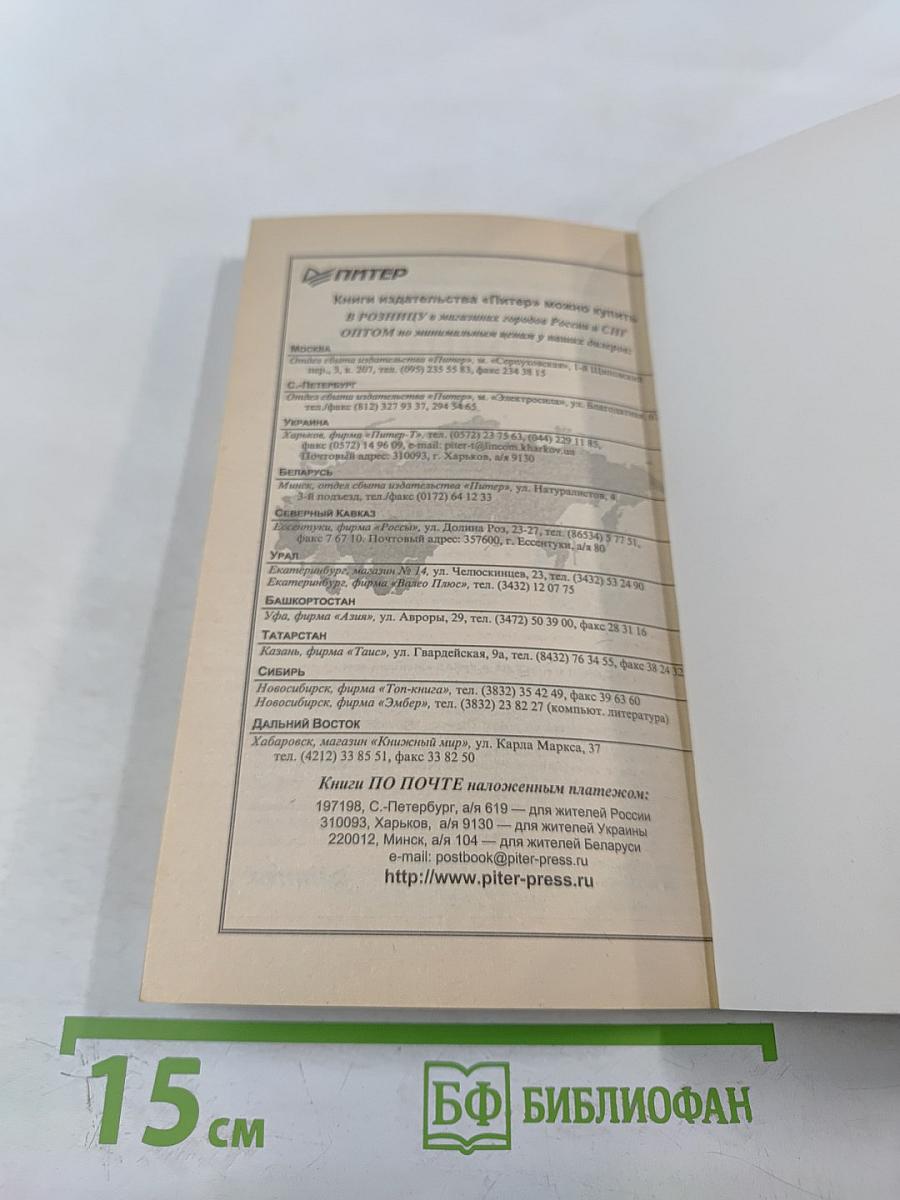 ПИТЕР
Книги издательства «Питер» можно купить
В РОЗНИЦУ в магазинах городов России и СНГ
ОПТОМ по минимальным ценам у наших дилеров:
МОСКВА
Отдел сбыта издательства «Питер», м. «Серпуховская», 1-й Щиповский
пер., 3, к. 207, тел. (095) 235 55 83, факс 234 38 15
С.-ПЕТЕРБУРГ
Отдел сбыта издательства «Питер», м. «Электросила», ул. Благодатная,
тел./факс (812) 327 93 37, 294 54 65
УКРАИНА
Харьков, фирма «Питер-Т», тел. (0572) 23 75 63, (044) 229 11 85,
факс (0572) 14 96 09, e-mail: piter-t@lincom.kharkov.ua
Почтовый адрес: 310093, г. Харьков, а/я 9130
БЕЛАРУСЬ
Минск, отдел сбыта издательства «Питер», ул. Натуралистов,
3-й подъезд, тел./факс (0172) 64 12 33
СЕВЕРНЫЙ КАВКАЗ
Ессентуки, фирма «Россы», ул. Долина Роз, 23-27, тел. (86534) 5 77 51,
факс 7 67 10. Почтовый адрес: 357600, г. Ессентуки, а/я 80
УРАЛ
Екатеринбург, магазин № 14, ул. Челюскинцев, 23, тел. (3432) 53 24 90
Екатеринбург, фирма «Валео Плюс», тел. (3432) 12 07 75
БАШКОРТОСТАН
Уфа, фирма «Азия», ул. Авроры, 29, тел. (3472) 50 39 00, факс 28 31 16
ТАТАРСТАН
Казань, фирма «Таис», ул. Гвардейская, 9а, тел. (8432) 76 34 55, факс 38 24 32
СИБИРЬ
Новосибирск, фирма «Топ-книга», тел. (3832) 35 42 49, факс 39 63 60
Новосибирск, фирма «Эмбер», тел. (3832) 23 82 27 (компьют. литература)
ДАЛЬНИЙ ВОСТОК
Хабаровск, магазин «Книжный мир», ул. Карла Маркса, 37
тел. (4212) 33 85 51, факс 33 82 50
Книги ПО ПОЧТЕ наложенным платежом:
197198, С.-Петербург, а/я 619 — для жителей России
310093, Харьков, а/я 9130 — для жителей Украины
220012, Минск, а/я 104 — для жителей Беларуси
e-mail: postbook@piter-press.ru
http://www.piter-press.ru
15 см
БФ БИБЛИОФАН